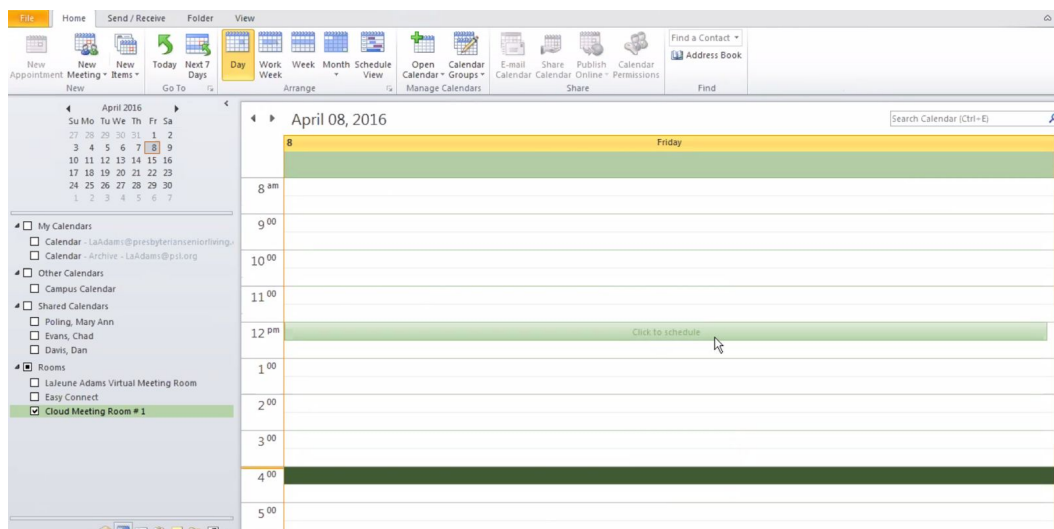 File Home Send / Receive Folder View
New Appointment
New Meeting
New Items
Today
Next 7 Days
Day
Work Week
Week
Month
Schedule View
Open Calendar
Calendar Groups
E-mail Calendar
Share Calendar
Publish Online
Calendar Permissions
Find a Contact
Address Book
New Go To Arrange Manage Calendars Share Find
April 2016
Su Mo Tu We Th Fr Sa
27 28 29 30 31 1 2
3 4 5 6 7 8 9
10 11 12 13 14 15 16
17 18 19 20 21 22 23
24 25 26 27 28 29 30
1 2 3 4 5 6 7
My Calendars
Calendar - LaAdams@presbyterianseniorliving.
Calendar - Archive - LaAdams@psl.org
Other Calendars
Campus Calendar
Shared Calendars
Poling, Mary Ann
Evans, Chad
Davis, Dan
Rooms
LaJeune Adams Virtual Meeting Room
Easy Connect
Cloud Meeting Room # 1
April 08, 2016
Search Calendar (Ctrl+E)
8 Friday
8 am
9 00
10 00
11 00
12 pm Click to schedule
1 00
2 00
3 00
4 00
5 00